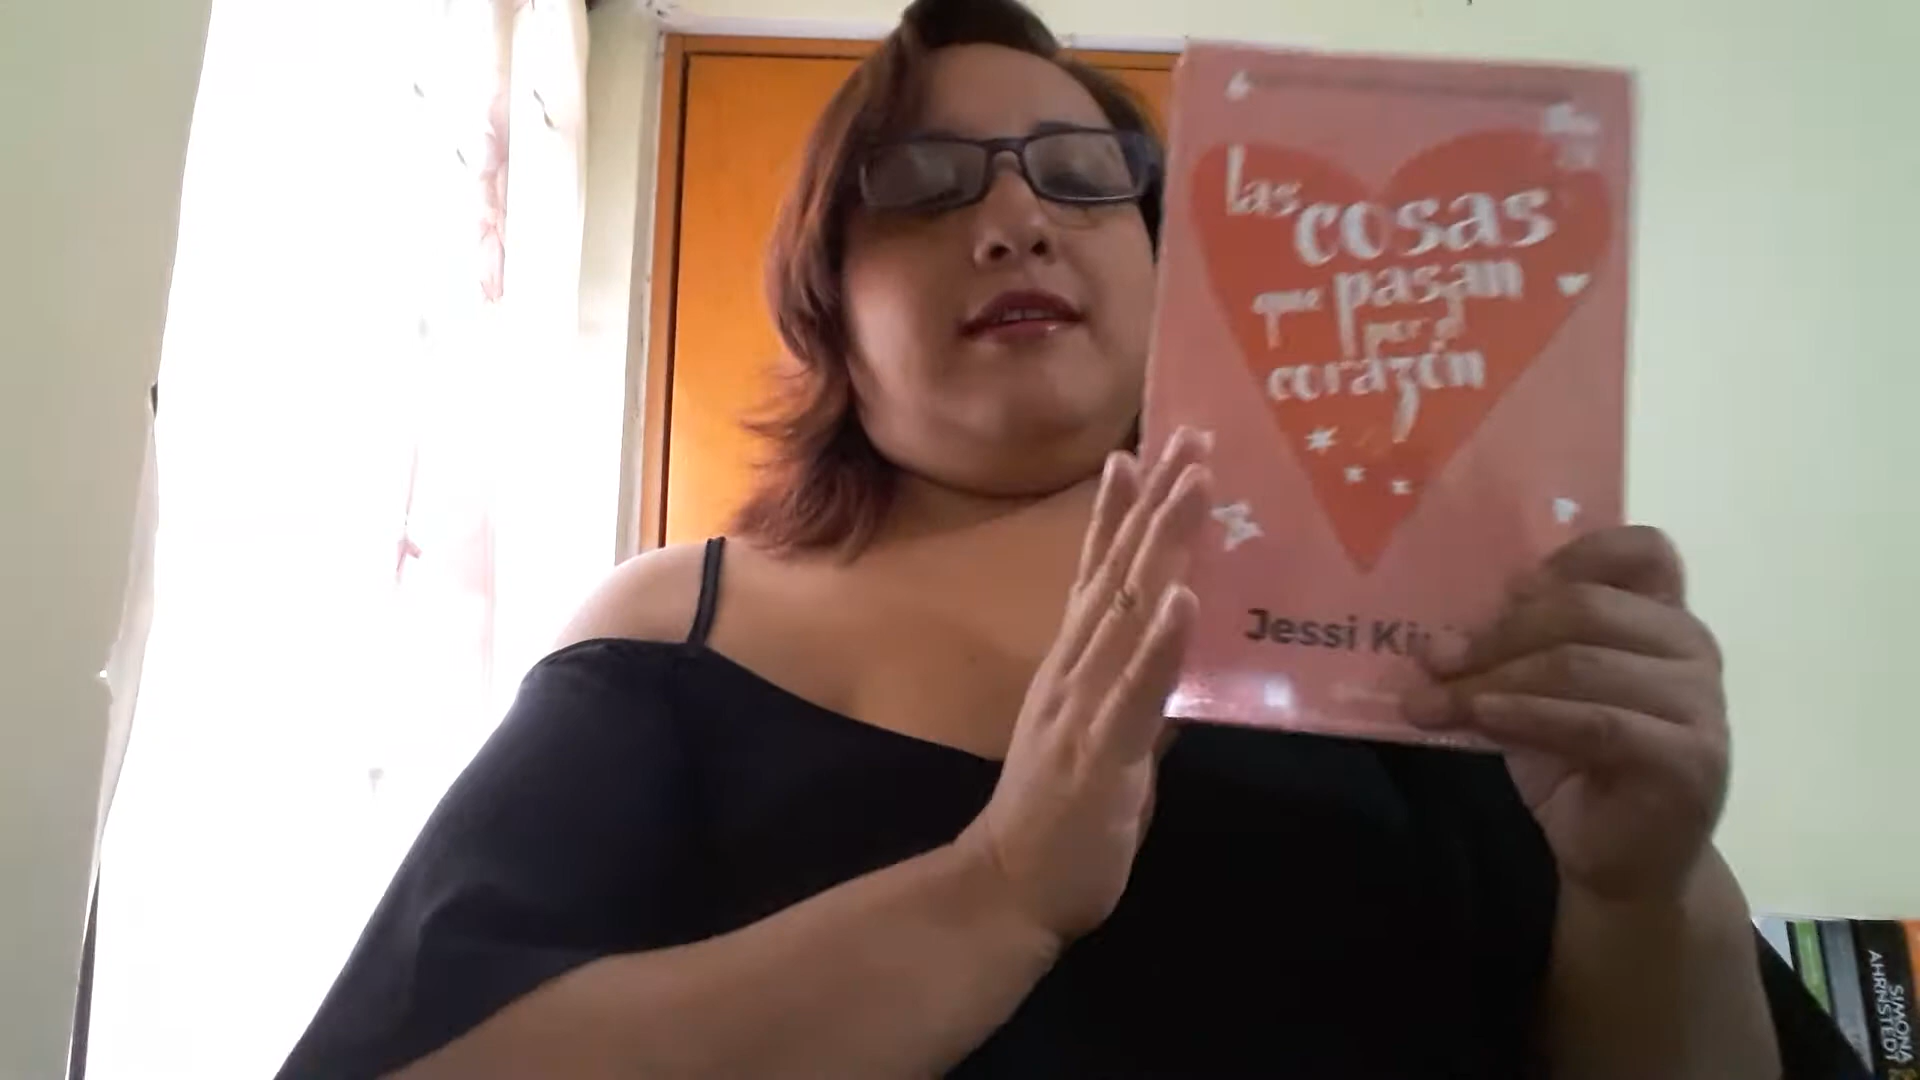 las
cosas
que pasan
por el
corazón
Jessi
SIMONA
AHRNSTEDT